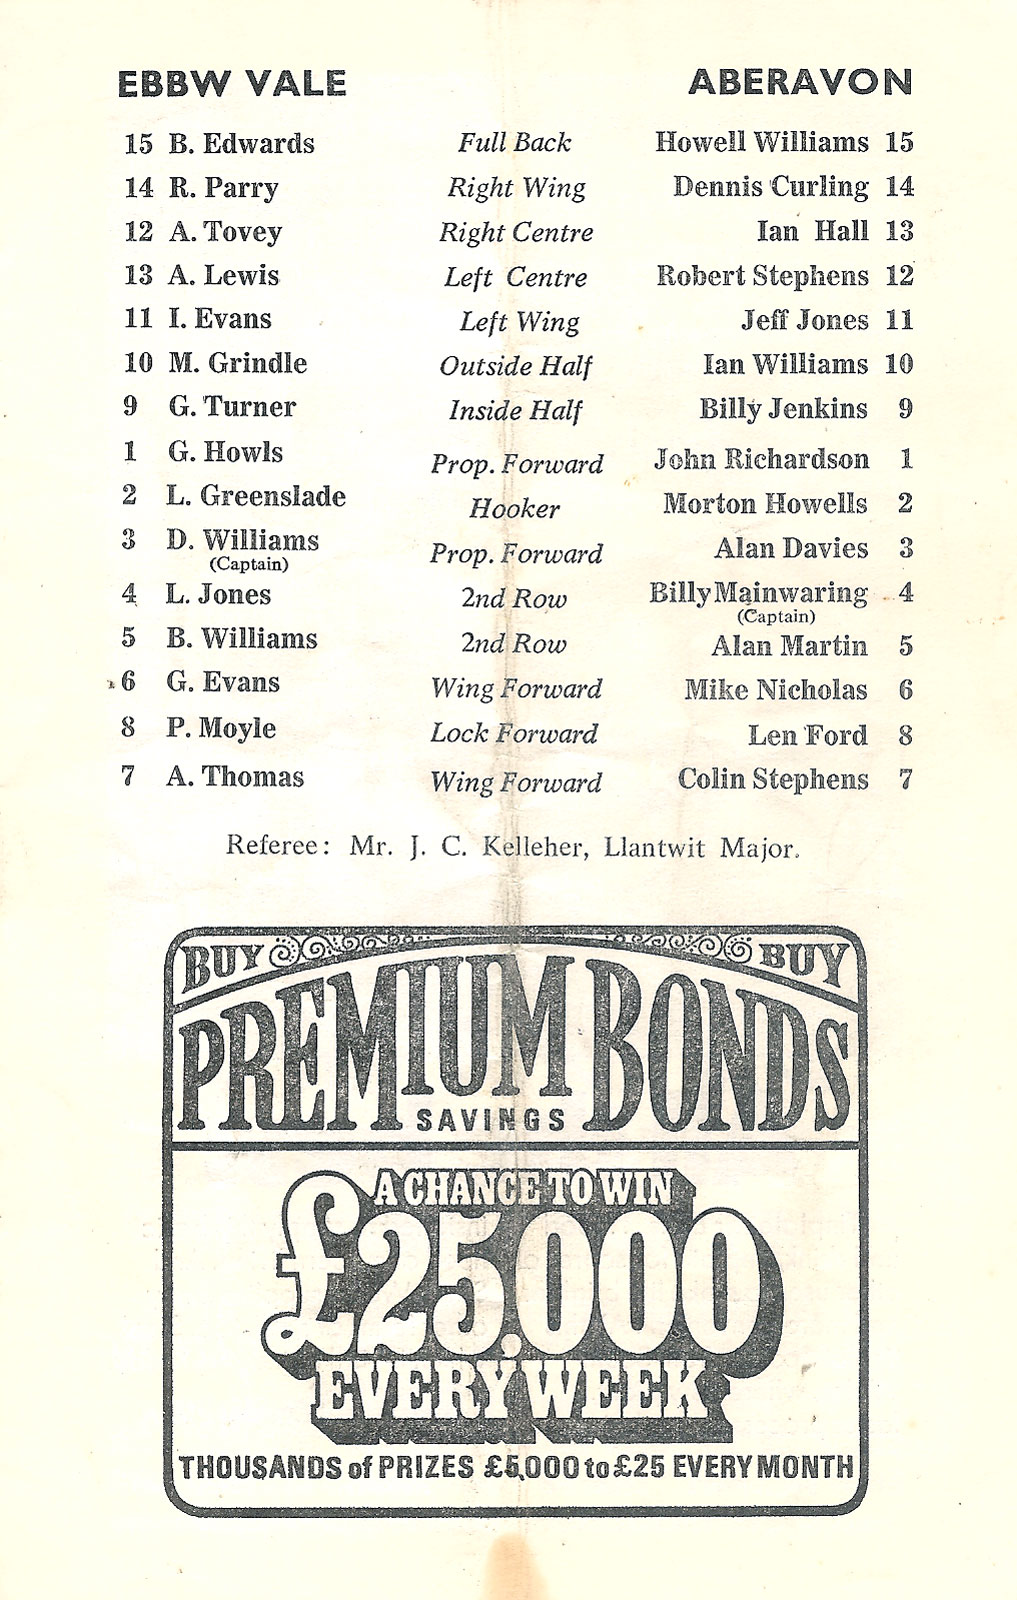 EBBW VALE ABERAVON
15 B. Edwards Full Back Howell Williams 15
14 R. Parry Right Wing Dennis Curling 14
12 A. Tovey Right Centre Ian Hall 13
13 A. Lewis Left Centre Robert Stephens 12
11 I. Evans Left Wing Jeff Jones 11
10 M. Grindle Outside Half Ian Williams 10
9 G. Turner Inside Half Billy Jenkins 9
1 G. Howls Prop. Forward John Richardson 1
2 L. Greenslade Hooker Morton Howells 2
3 D. Williams Prop. Forward Alan Davies 3
(Captain)
4 L. Jones 2nd Row Billy Mainwaring 4
(Captain)
5 B. Williams 2nd Row Alan Martin 5
6 G. Evans Wing Forward Mike Nicholas 6
8 P. Moyle Lock Forward Len Ford 8
7 A. Thomas Wing Forward Colin Stephens 7
Referee: Mr. J. C. Kelleher, Llantwit Major.
BUY BUY
PREMIUM BONDS
SAVINGS
A CHANCE TO WIN
£25,000
EVERY WEEK
THOUSANDS of PRIZES £5,000 to £25 EVERY MONTH